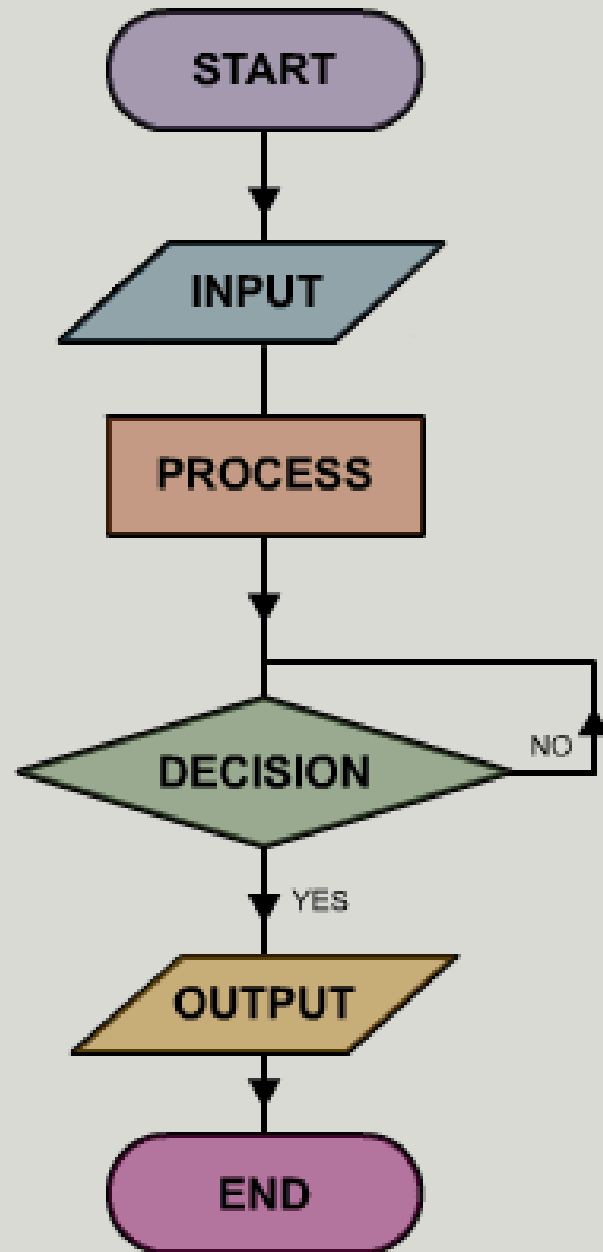 START
INPUT
PROCESS
NO
DECISION
YES
OUTPUT
END